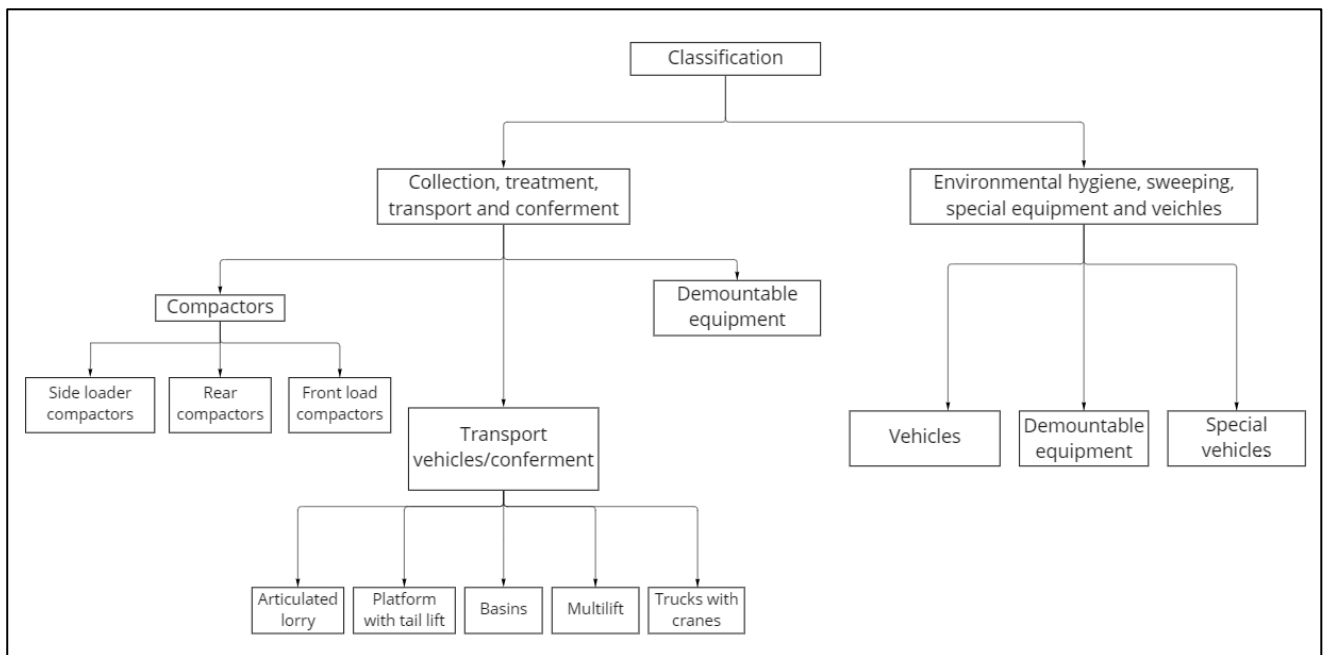 Classification
Collection, treatment,
transport and conferment
Environmental hygiene, sweeping,
special equipment and veichles
Compactors
Demountable
equipment
Side loader
compactors
Rear
compactors
Front load
compactors
Transport
vehicles/conferment
Vehicles
Demountable
equipment
Special
vehicles
Articulated
lorry
Platform
with tail lift
Basins
Multilift
Trucks with
cranes